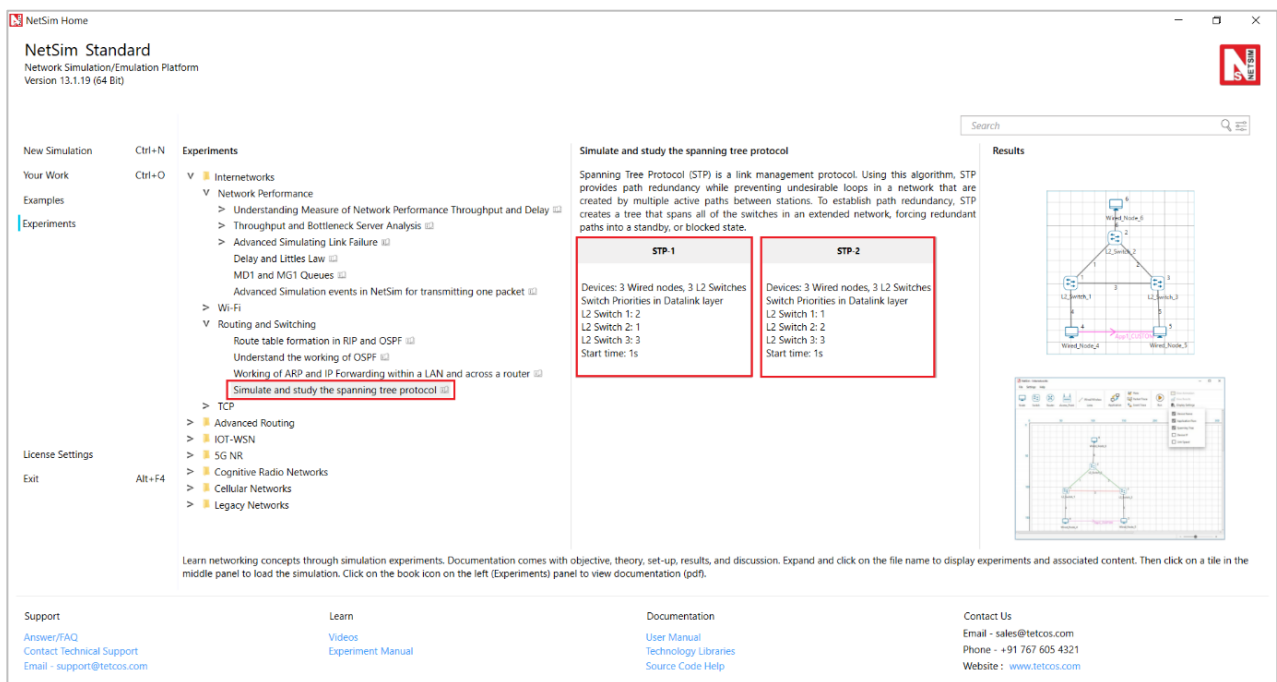 NetSim Home
NetSim Standard
Network Simulation/Emulation Platform
Version 13.1.19 (64 Bit)
NETSIM
Search
New Simulation Ctrl+N
Your Work Ctrl+O
Examples
Experiments
License Settings
Exit Alt+F4
Experiments
Internetworks
Network Performance
Understanding Measure of Network Performance Throughput and Delay
Throughput and Bottleneck Server Analysis
Advanced Simulating Link Failure
Delay and Littles Law
MD1 and MG1 Queues
Advanced Simulation events in NetSim for transmitting one packet
Wi-Fi
Routing and Switching
Route table formation in RIP and OSPF
Understand the working of OSPF
Working of ARP and IP Forwarding within a LAN and across a router
Simulate and study the spanning tree protocol
TCP
Advanced Routing
IOT-WSN
5G NR
Cognitive Radio Networks
Cellular Networks
Legacy Networks
Simulate and study the spanning tree protocol
Spanning Tree Protocol (STP) is a link management protocol. Using this algorithm, STP
provides path redundancy while preventing undesirable loops in a network that are
created by multiple active paths between stations. To establish path redundancy, STP
creates a tree that spans all of the switches in an extended network, forcing redundant
paths into a standby, or blocked state.
STP-1
Devices: 3 Wired nodes, 3 L2 Switches
Switch Priorities in Datalink layer
L2 Switch 1: 2
L2 Switch 2: 1
L2 Switch 3: 3
Start time: 1s
STP-2
Devices: 3 Wired nodes, 3 L2 Switches
Switch Priorities in Datalink layer
L2 Switch 1: 1
L2 Switch 2: 2
L2 Switch 3: 3
Start time: 1s
Results
6
Wired_Node_6
2
L2_Switch_2
1 2
1 3 3
L2_Switch_1 L2_Switch_3
4 5
Wired_Node_4 App1_CUSTOM Wired_Node_5
Learn networking concepts through simulation experiments. Documentation comes with objective, theory, set-up, results, and discussion. Expand and click on the file name to display experiments and associated content. Then click on a tile in the
middle panel to load the simulation. Click on the book icon on the left (Experiments) panel to view documentation (pdf).
Support
Answer/FAQ
Contact Technical Support
Email - support@tetcos.com
Learn
Videos
Experiment Manual
Documentation
User Manual
Technology Libraries
Source Code Help
Contact Us
Email - sales@tetcos.com
Phone - +91 767 605 4321
Website : www.tetcos.com